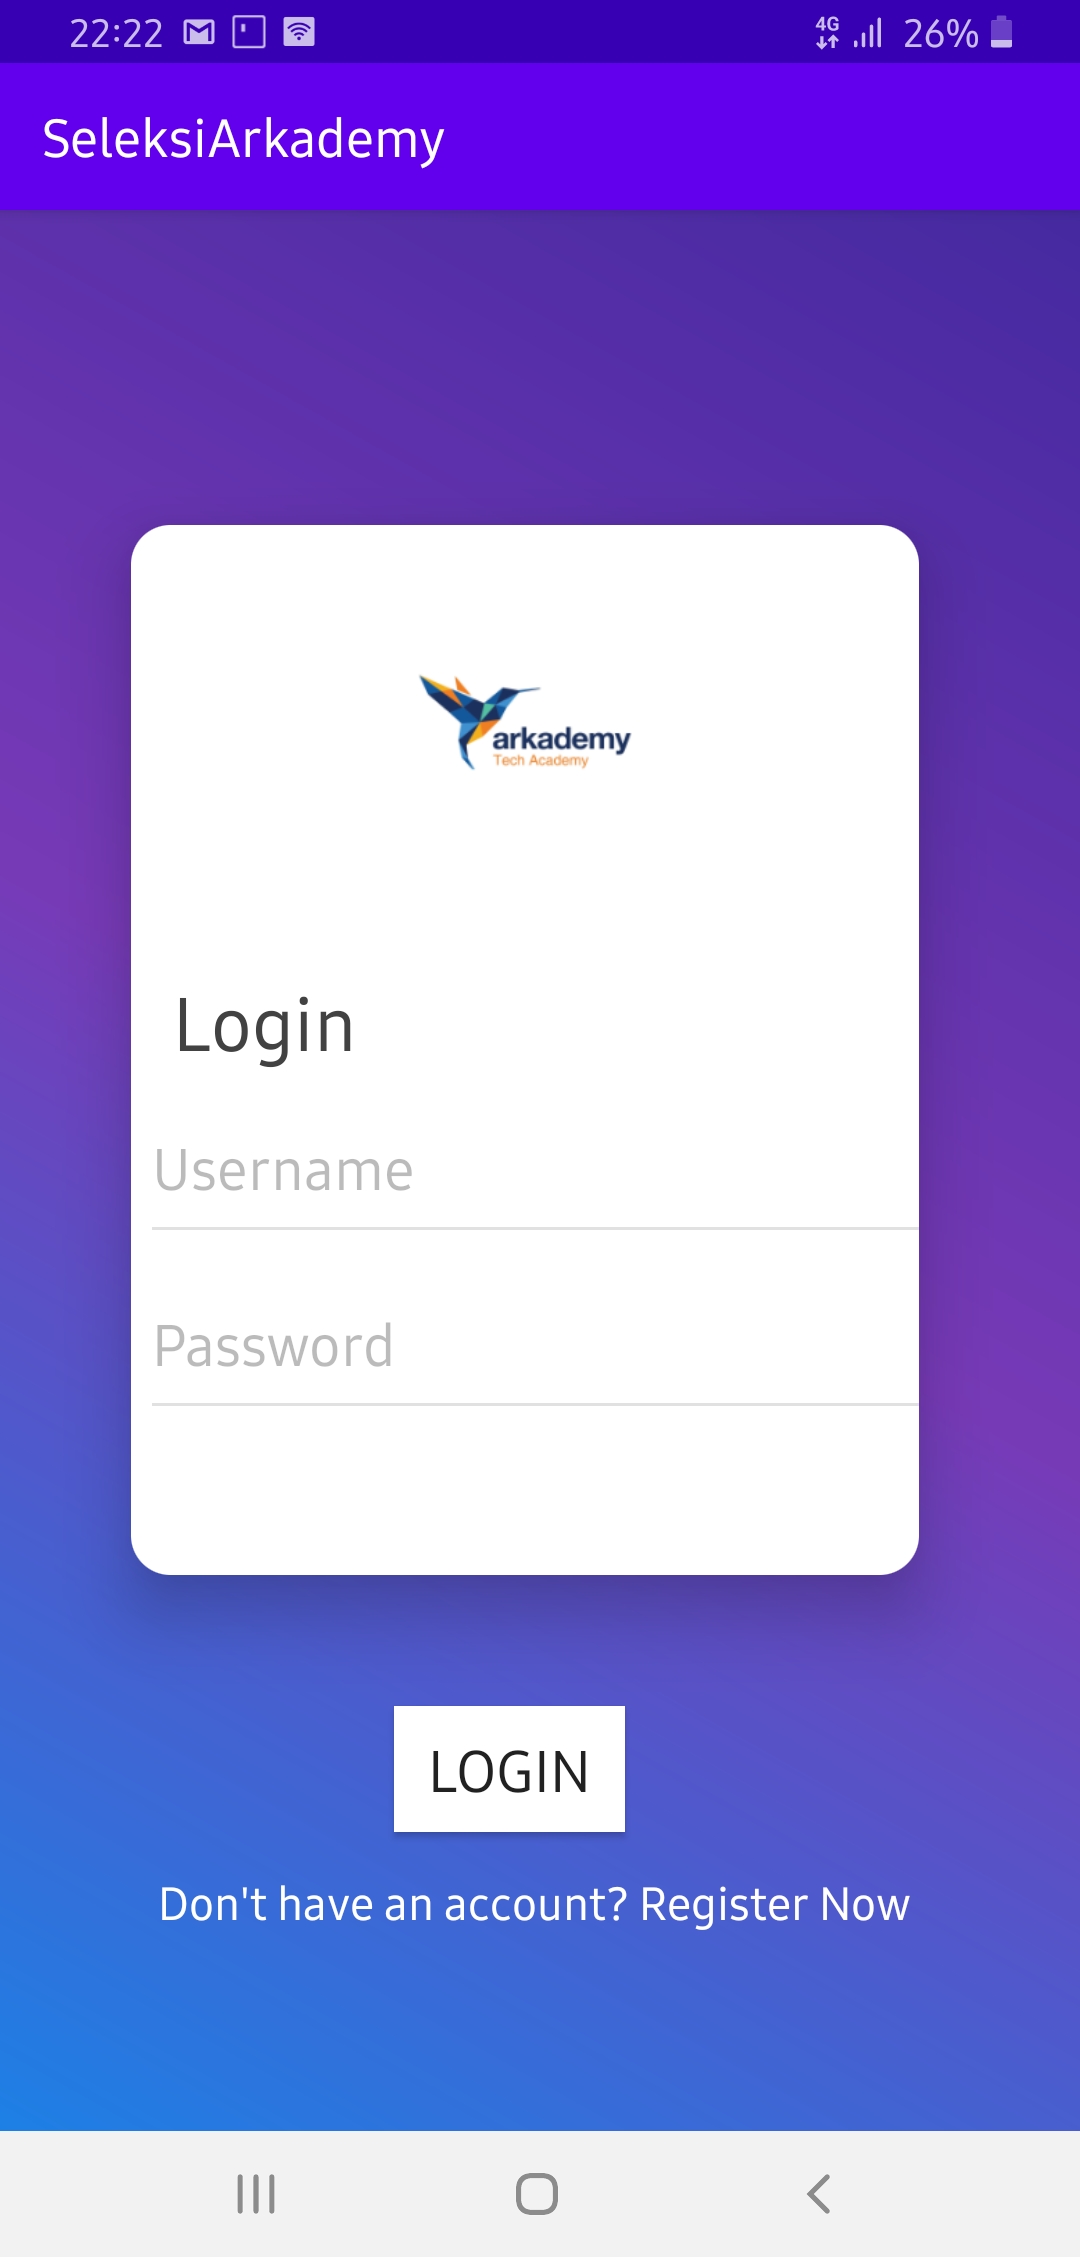 22:22
4G
26%
SeleksiArkademy
arkademy
Tech Academy
Login
Username
Password
LOGIN
Don't have an account? Register Now